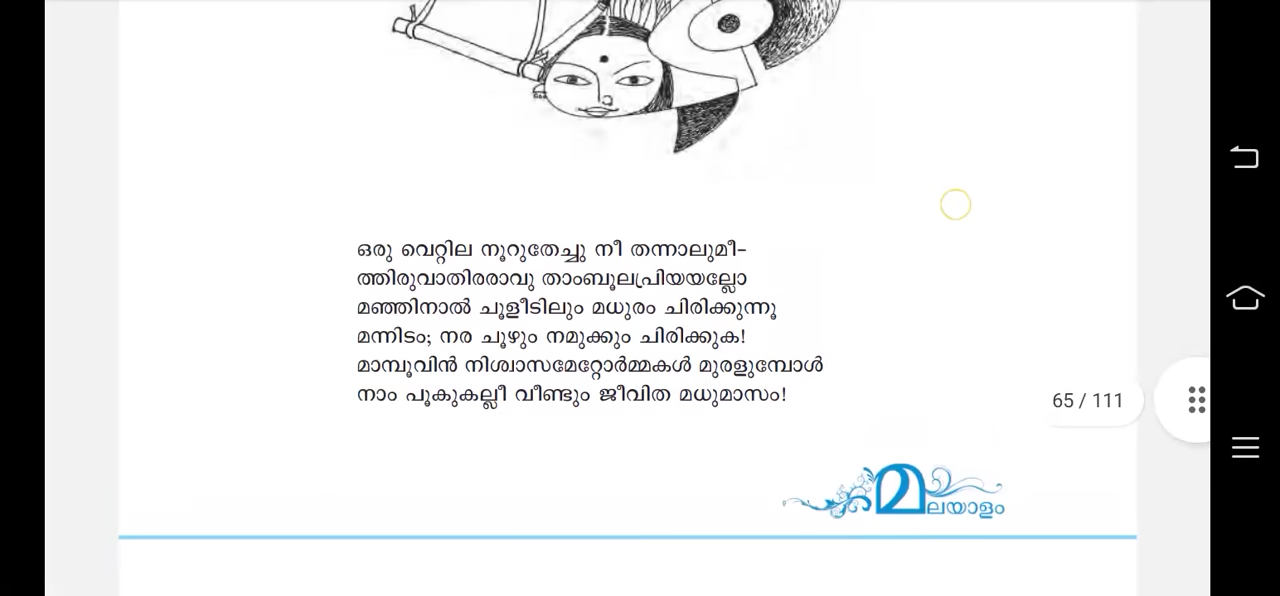 ഒരു വെറ്റില നൂറുതേച്ചു നീ തന്നാലുമീ-
ത്തിരുവാതിരരാവു താംബൂലപ്രിയയല്ലോ
മഞ്ഞിനാൽ ചൂളീടിലും മധുരം ചിരിക്കുന്നൂ
മന്നിടം; നര ചൂഴും നമുക്കും ചിരിക്കുക!
മാമ്പൂവിൻ നിശ്വാസമേറ്റോർമ്മകൾ മുരളുമ്പോൾ
നാം പൂകുകല്ലീ വീണ്ടും ജീവിത മധുമാസം!
65 / 111
മലയാളം